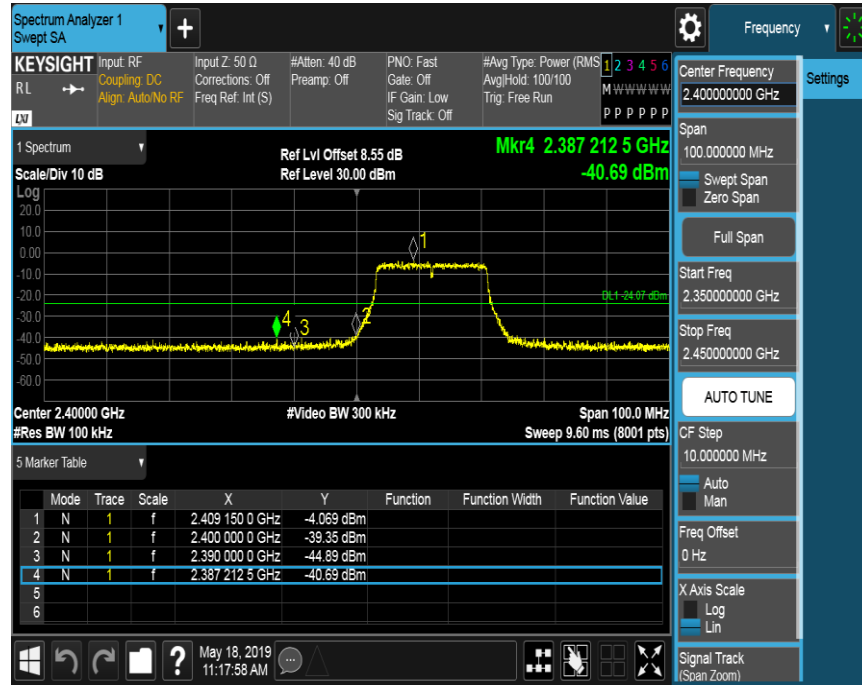 Spectrum Analyzer 1
Swept SA
Frequency
KEYSIGHT
RL
LXI
Input: RF
Coupling: DC
Align: Auto/No RF
Input Z: 50 Ω
Corrections: Off
Freq Ref: Int (S)
#Atten: 40 dB
Preamp: Off
PNO: Fast
Gate: Off
IF Gain: Low
Sig Track: Off
#Avg Type: Power (RMS
Avg|Hold: 100/100
Trig: Free Run
1 2 3 4 5 6
M W W W W W
P P P P P P
Center Frequency
2.400000000 GHz
Settings
Span
100.000000 MHz
Swept Span
Zero Span
Full Span
Start Freq
2.350000000 GHz
Stop Freq
2.450000000 GHz
AUTO TUNE
CF Step
10.000000 MHz
Auto
Man
Freq Offset
0 Hz
X Axis Scale
Log
Lin
Signal Track
(Span Zoom)
1 Spectrum
Scale/Div 10 dB
Ref Lvl Offset 8.55 dB
Ref Level 30.00 dBm
Mkr4 2.387 212 5 GHz
-40.69 dBm
Log
20.0
10.0
0.00
-10.0
-20.0
-30.0
-40.0
-50.0
-60.0
1
2
3
4
DL1 -24.07 dBm
Center 2.40000 GHz
#Video BW 300 kHz
Span 100.0 MHz
#Res BW 100 kHz
Sweep 9.60 ms (8001 pts)
5 Marker Table
Mode Trace Scale X Y Function Function Width Function Value
1 N 1 f 2.409 150 0 GHz -4.069 dBm
2 N 1 f 2.400 000 0 GHz -39.35 dBm
3 N 1 f 2.390 000 0 GHz -44.89 dBm
4 N 1 f 2.387 212 5 GHz -40.69 dBm
5
6
?
May 18, 2019
11:17:58 AM